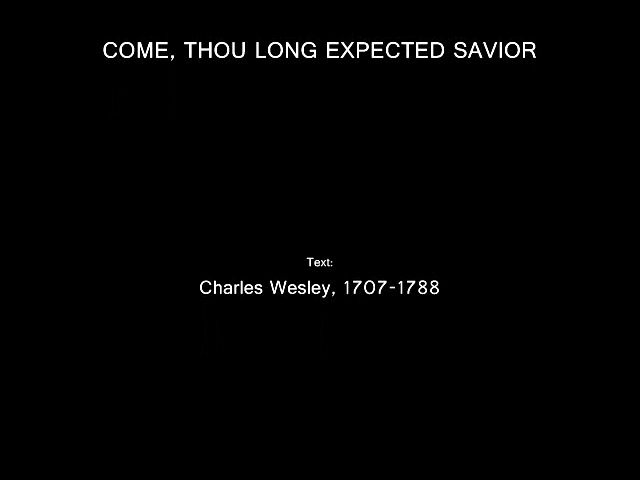 COME, THOU LONG EXPECTED SAVIOR
Text:
Charles Wesley, 1707-1788